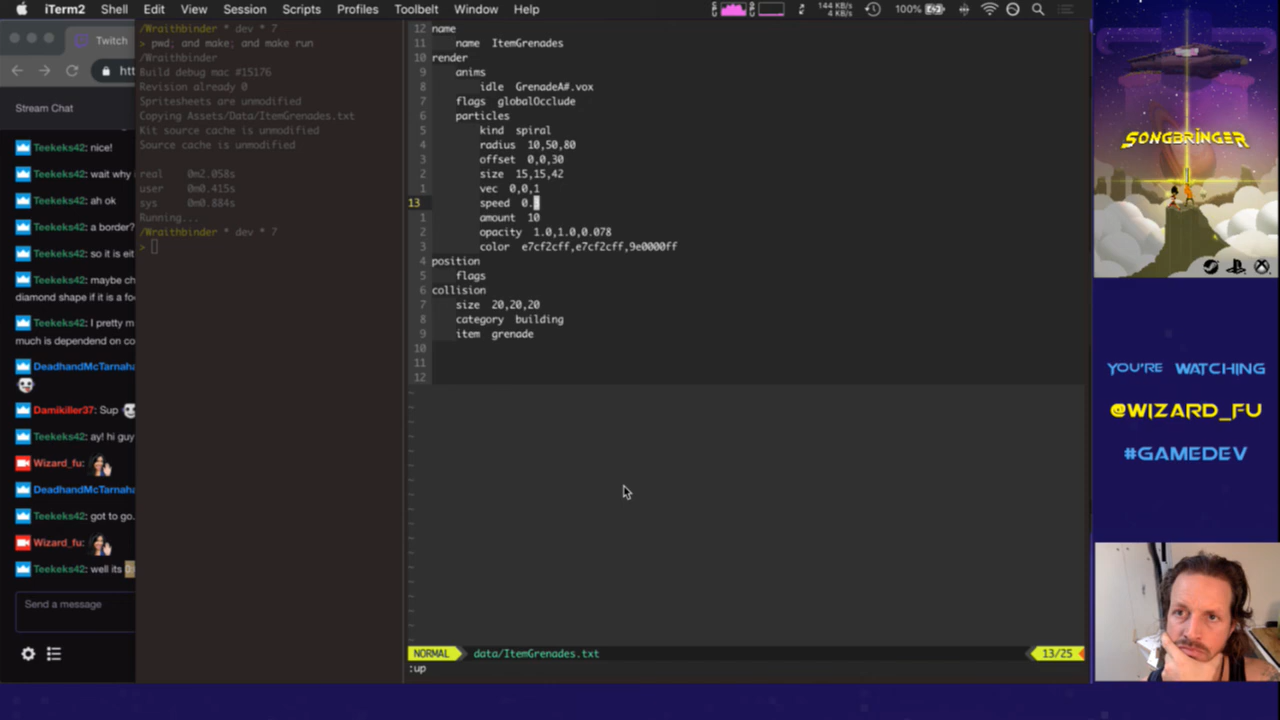 iTerm2 Shell Edit View Session Scripts Profiles Toolbelt Window Help
144 KB/s
4 KB/s
100%
Twitch
htt
Stream Chat
Teekeks42: nice!
Teekeks42: wait why
Teekeks42: ah ok
Teekeks42: a border?
Teekeks42: so it is eit
Teekeks42: maybe ch
diamond shape if it is a foc
Teekeks42: I pretty m
much is dependend on co
DeadhandMcTarnaha
Damikiller37: Sup
Teekeks42: ay! hi guy
Wizard_fu:
DeadhandMcTarnaha
Teekeks42: got to go.
Wizard_fu:
Teekeks42: well its
Send a message
/Wraithbinder * dev * 7
> pwd; and make; and make run
/Wraithbinder
Build debug mac #15176
Revision already 0
Spritesheets are unmodified
Copying Assets/Data/ItemGrenades.txt
Kit source cache is unmodified
Source cache is unmodified
real 0m2.058s
user 0m0.415s
sys 0m0.884s
Running...
/Wraithbinder * dev * 7
>
12 name
11 name ItemGrenades
10 render
9 anims
8 idle GrenadeA#.vox
7 flags globalOcclude
6 particles
5 kind spiral
4 radius 10,50,80
3 offset 0,0,30
2 size 15,15,42
1 vec 0,0,1
13 speed 0.
1 amount 10
2 opacity 1.0,1.0,0.078
3 color e7cf2cff,e7cf2cff,9e0000ff
4 position
5 flags
6 collision
7 size 20,20,20
8 category building
9 item grenade
10
11
12
NORMAL data/ItemGrenades.txt 13/25
:up
SONGBRINGER
YOU'RE WATCHING
@WIZARD_FU
#GAMEDEV